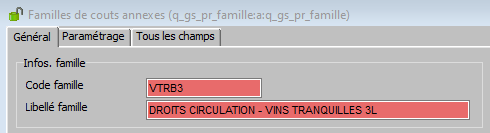 Familles de couts annexes (q_gs_pr_famille:a:q_gs_pr_famille)
Général Paramétrage Tous les champs
Infos. famille
Code famille VTRB3
Libellé famille DROITS CIRCULATION - VINS TRANQUILLES 3L